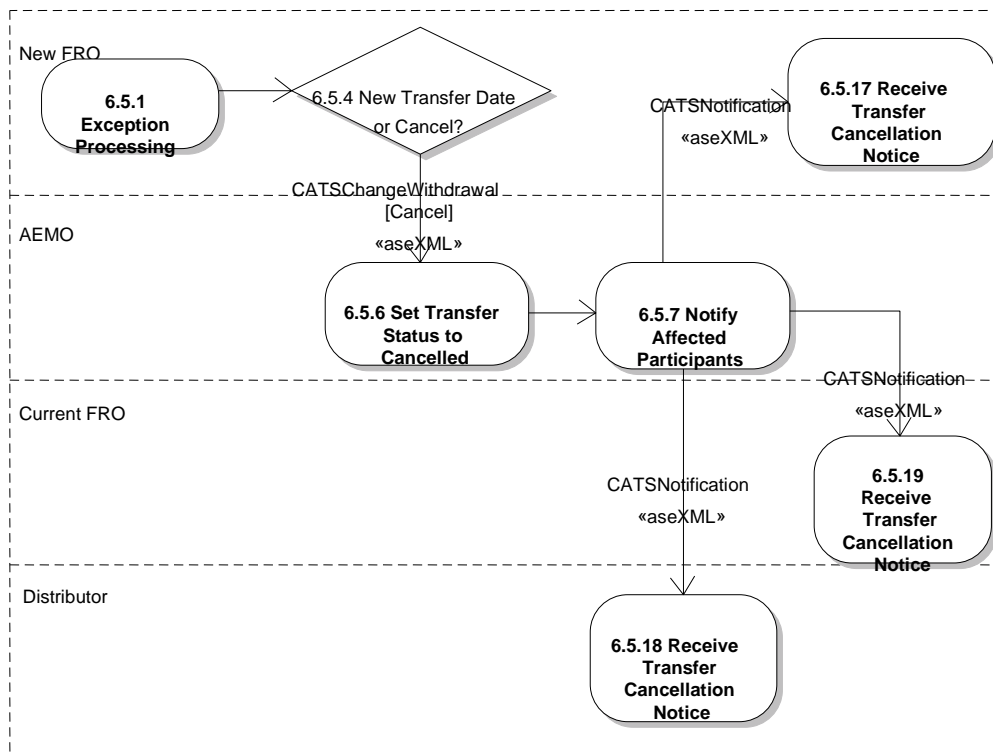 New FRO
6.5.1
Exception
Processing
6.5.4 New Transfer Date
or Cancel?
CATSNotification
«aseXML»
6.5.17 Receive
Transfer
Cancellation
Notice
CATSChangeWithdrawal
[Cancel]
«aseXML»
AEMO
6.5.6 Set Transfer
Status to
Cancelled
6.5.7 Notify
Affected
Participants
CATSNotification
«aseXML»
Current FRO
6.5.19
Receive
Transfer
Cancellation
Notice
CATSNotification
«aseXML»
Distributor
6.5.18 Receive
Transfer
Cancellation
Notice